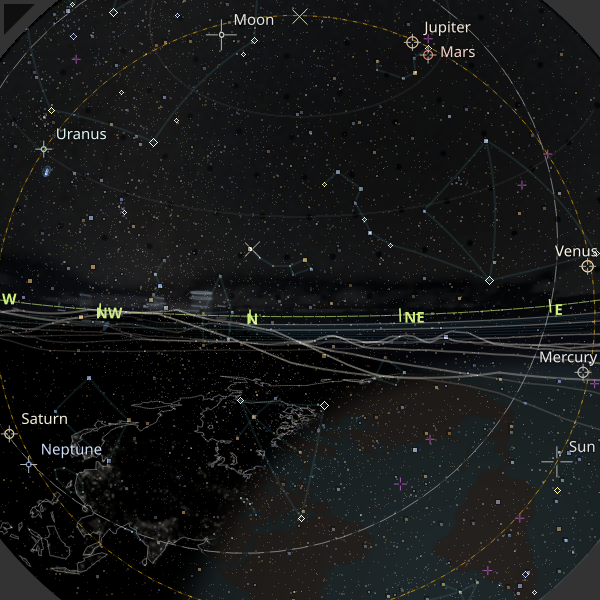 Moon
Jupiter
Mars
Uranus
Venus
W
NW
N
NE
E
Mercury
Saturn
Neptune
Sun